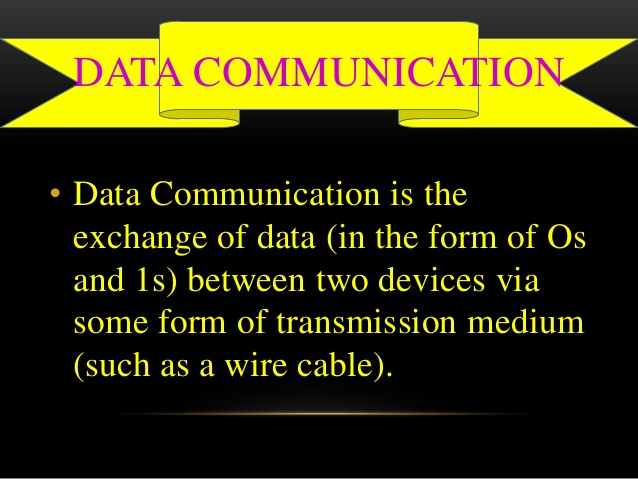 DATA COMMUNICATION
• Data Communication is the
exchange of data (in the form of Os
and 1s) between two devices via
some form of transmission medium
(such as a wire cable).